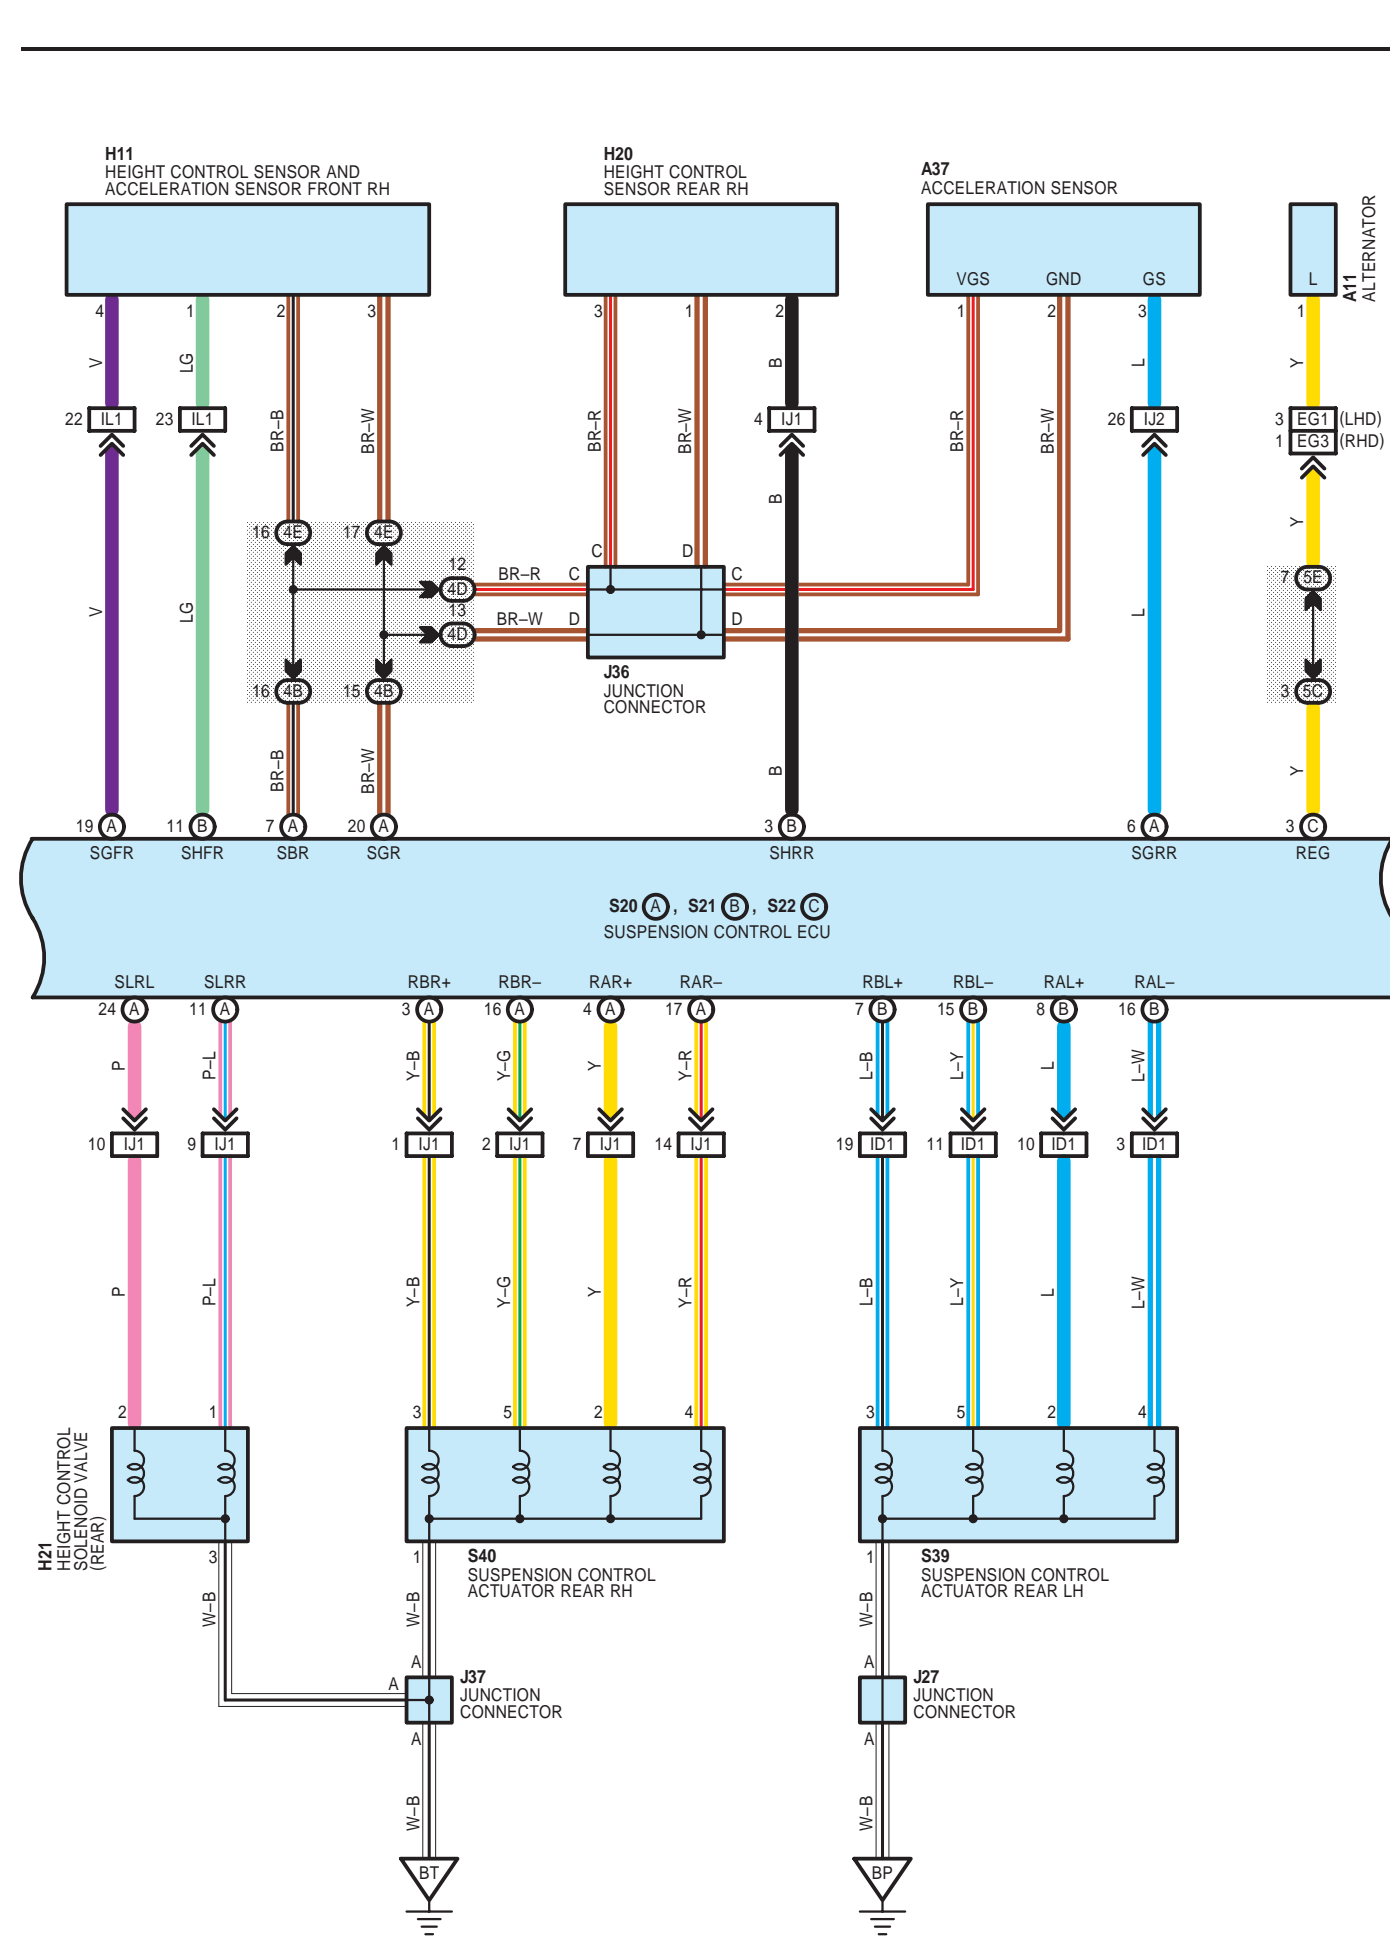 H11
HEIGHT CONTROL SENSOR AND
ACCELERATION SENSOR FRONT RH
H20
HEIGHT CONTROL
SENSOR REAR RH
A37
ACCELERATION SENSOR
A11
ALTERNATOR
VGS GND GS L
4 1 2 3 3 1 2 1 2 3 1
V LG BR–B BR–W BR–R BR–W B BR–R BR–W L Y
22 IL1 23 IL1 4 IJ1 26 IJ2 3 EG1 (LHD)
1 EG3 (RHD)
B Y
16 4E 17 4E
C D
12 4D BR–R C C
13 4D BR–W D D
7 5E
V LG L
16 4B 15 4B 3 5C
J36
JUNCTION
CONNECTOR
BR–B BR–W B Y
19 A 11 B 7 A 20 A 3 B 6 A 3 C
SGFR SHFR SBR SGR SHRR SGRR REG
S20 A , S21 B , S22 C
SUSPENSION CONTROL ECU
SLRL SLRR RBR+ RBR– RAR+ RAR– RBL+ RBL– RAL+ RAL–
24 A 11 A 3 A 16 A 4 A 17 A 7 B 15 B 8 B 16 B
P P–L Y–B Y–G Y Y–R L–B L–Y L L–W
10 IJ1 9 IJ1 1 IJ1 2 IJ1 7 IJ1 14 IJ1 19 ID1 11 ID1 10 ID1 3 ID1
P P–L Y–B Y–G Y Y–R L–B L–Y L L–W
2 1 3 5 2 4 3 5 2 4
H21
HEIGHT CONTROL
SOLENOID VALVE
(REAR)
3 1 1
S40
SUSPENSION CONTROL
ACTUATOR REAR RH
S39
SUSPENSION CONTROL
ACTUATOR REAR LH
W–B W–B W–B
A A A
J37
JUNCTION
CONNECTOR
J27
JUNCTION
CONNECTOR
A A
W–B W–B
BT BP